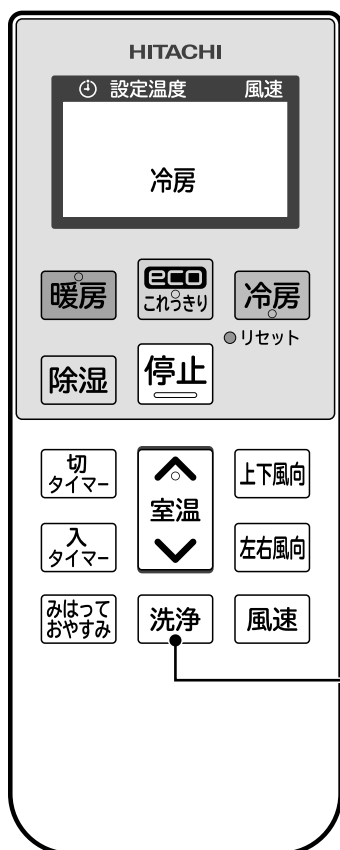 HITACHI
設定温度 風速
冷房
暖房
eco
これっきり
冷房
リセット
除湿
停止
切
タイマー
室温
上下風向
入
タイマー
左右風向
みはって
おやすみ
洗浄
風速